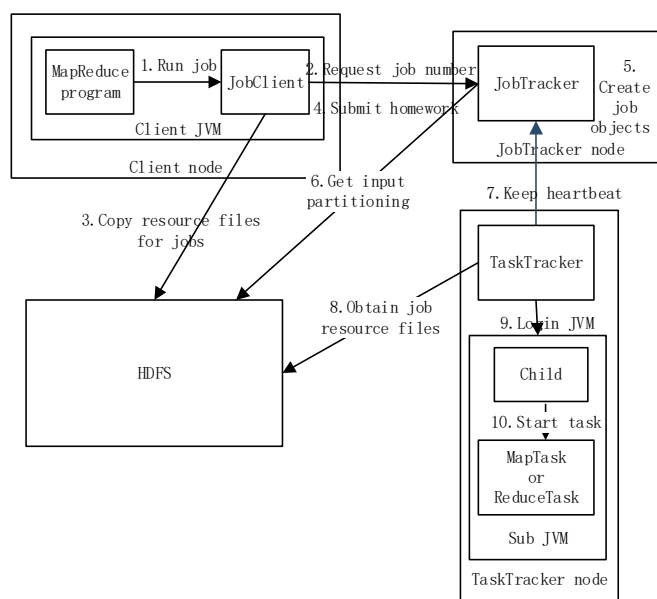 MapReduce
program
1.Run job
JobClient
Client JVM
Client node
2.Request job number
4.Submit homework
JobTracker
5.
Create
job
objects
JobTracker node
6.Get input
partitioning
7.Keep heartbeat
3.Copy resource files
for jobs
TaskTracker
8.Obtain job
resource files
9.Login JVM
HDFS
Child
10.Start task
MapTask
or
ReduceTask
Sub JVM
TaskTracker node